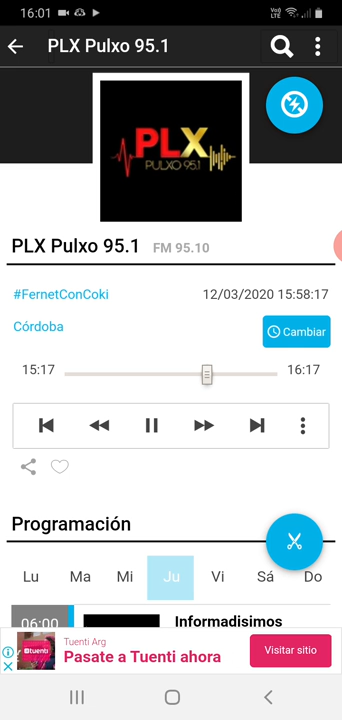 16:01
Vo))
LTE
PLX Pulxo 95.1
PLX
PULXO 95.1
PLX Pulxo 95.1 FM 95.10
#FernetConCoki 12/03/2020 15:58:17
Córdoba Cambiar
15:17 16:17
Programación
Lu Ma Mi Ju Vi Sá Do
06:00 Informadisimos
tuenti
Tuenti Arg
Pasate a Tuenti ahora
Visitar sitio